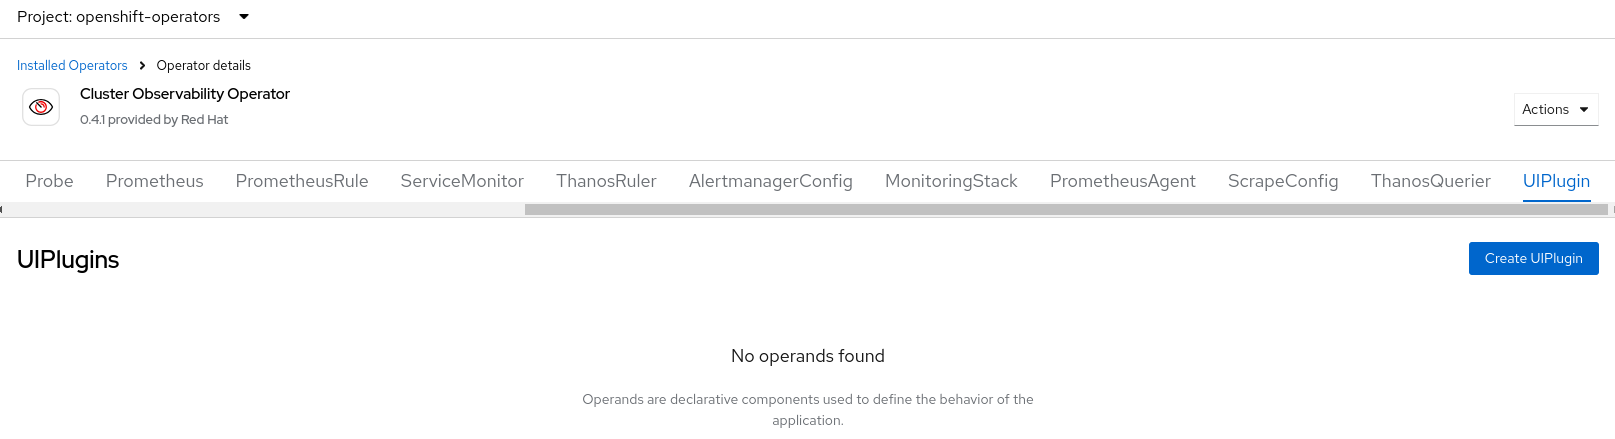 Project: openshift-operators
Installed Operators Operator details
Cluster Observability Operator
0.4.1 provided by Red Hat
Actions
Probe Prometheus PrometheusRule ServiceMonitor ThanosRuler AlertmanagerConfig MonitoringStack PrometheusAgent ScrapeConfig ThanosQuerier UIPlugin
UIPlugins
Create UIPlugin
No operands found
Operands are declarative components used to define the behavior of the
application.